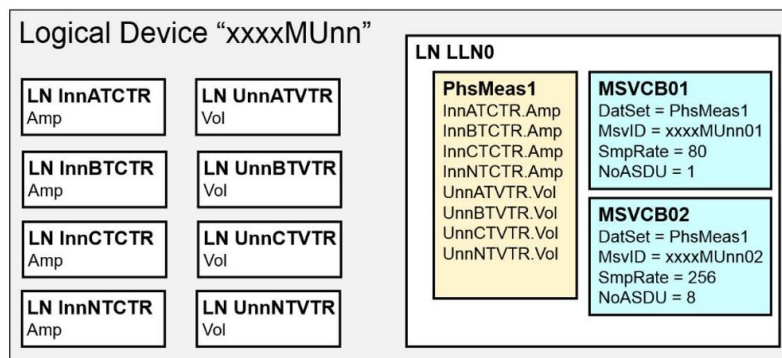 Logical Device “xxxxMUnn”
LN InnATCTR
Amp
LN UnnATVTR
Vol
LN InnBTCTR
Amp
LN UnnBTVTR
Vol
LN InnCTCTR
Amp
LN UnnCTVTR
Vol
LN InnNTCTR
Amp
LN UnnNTVTR
Vol
LN LLN0
PhsMeas1
InnATCTR.Amp
InnBTCTR.Amp
InnCTCTR.Amp
InnNTCTR.Amp
UnnATVTR.Vol
UnnBTVTR.Vol
UnnCTVTR.Vol
UnnNTVTR.Vol
MSVCB01
DatSet = PhsMeas1
MsvID = xxxxMUnn01
SmpRate = 80
NoASDU = 1
MSVCB02
DatSet = PhsMeas1
MsvID = xxxxMUnn02
SmpRate = 256
NoASDU = 8